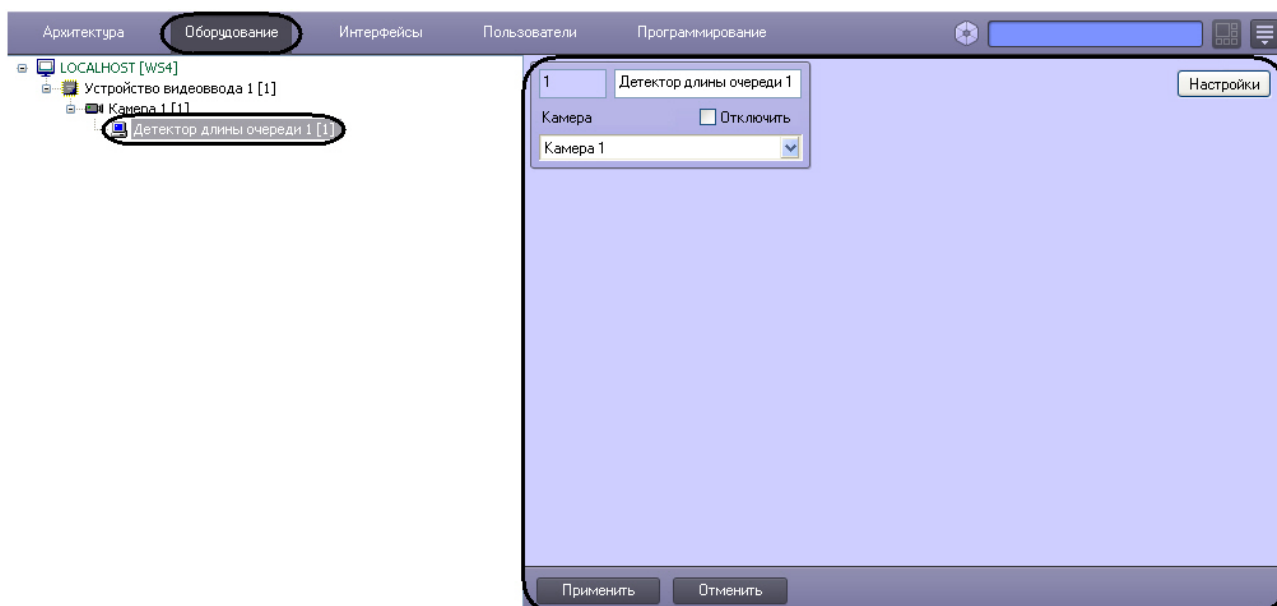 Архитектура Оборудование Интерфейсы Пользователи Программирование
LOCALHOST [WS4]
Устройство видеоввода 1 [1]
Камера 1 [1]
Детектор длины очереди 1 [1]
1 Детектор длины очереди 1
Настройки
Камера Отключить
Камера 1
Применить Отменить